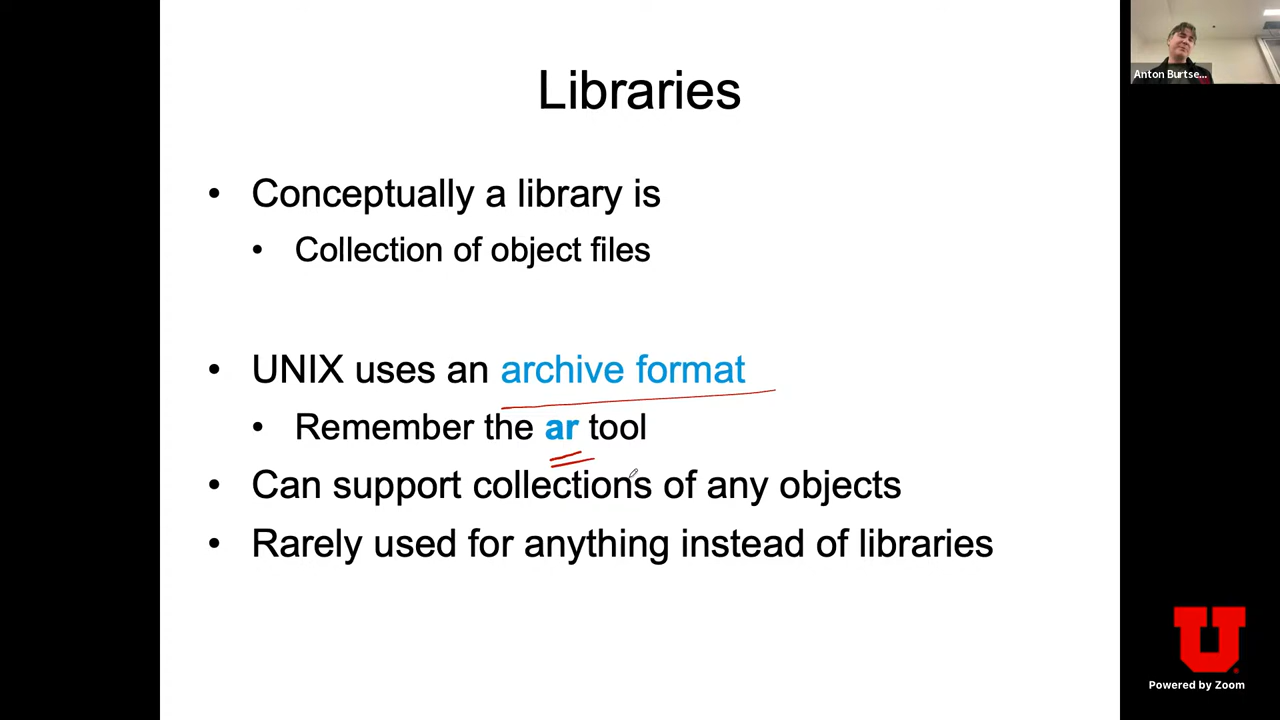 Libraries
Anton Burtse...
• Conceptually a library is
• Collection of object files
• UNIX uses an archive format
• Remember the ar tool
• Can support collections of any objects
• Rarely used for anything instead of libraries
U
Powered by Zoom